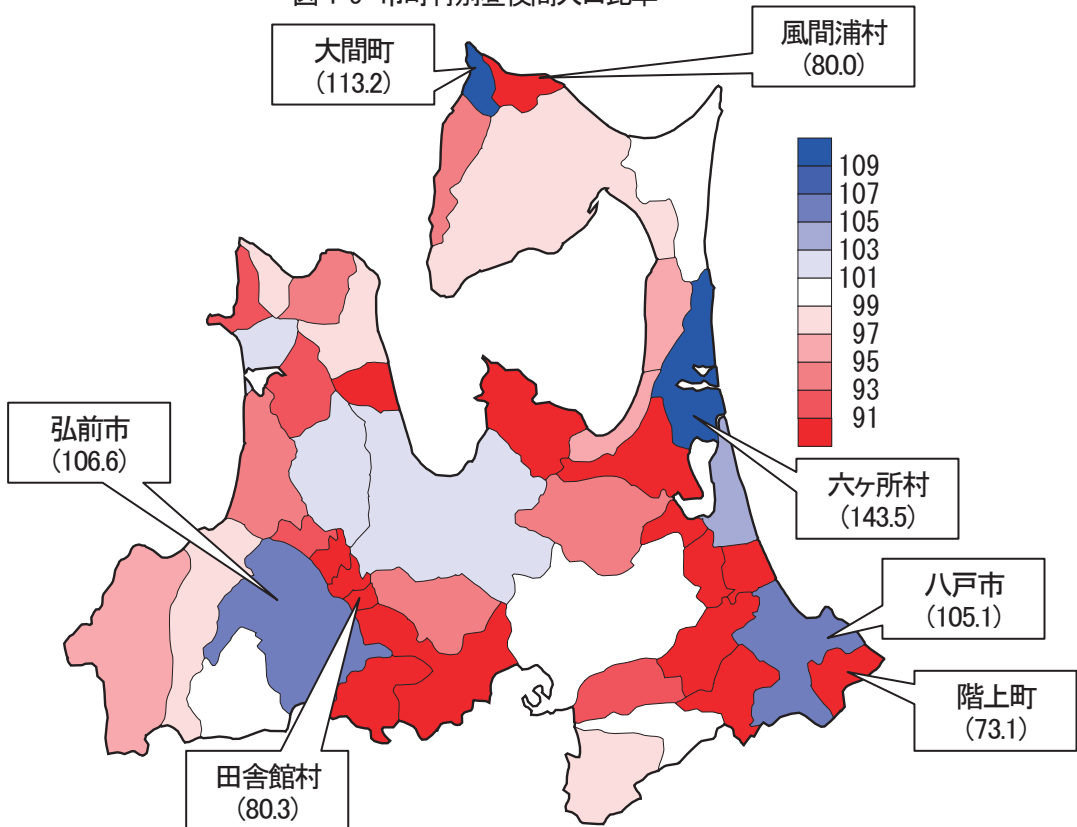 大間町
(113.2)
風間浦村
(80.0)
109
107
105
103
101
99
97
95
93
91
弘前市
(106.6)
六ヶ所村
(143.5)
八戸市
(105.1)
階上町
(73.1)
田舎館村
(80.3)